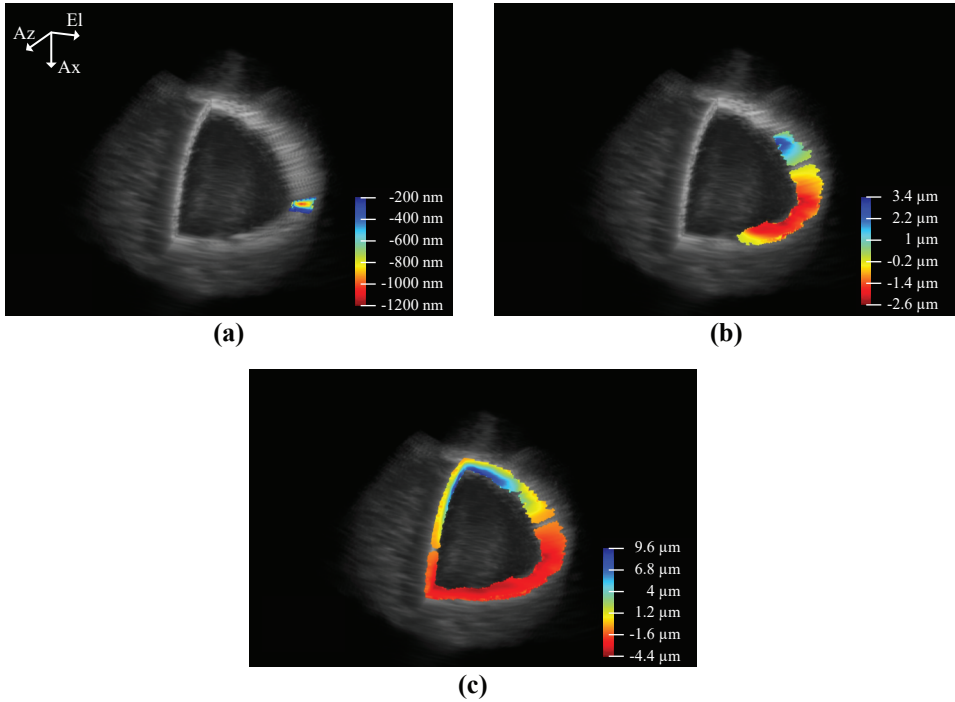 El
Az
Ax
-200 nm
-400 nm
-600 nm
-800 nm
-1000 nm
-1200 nm
(a)
3.4 µm
2.2 µm
1 µm
-0.2 µm
-1.4 µm
-2.6 µm
(b)
9.6 µm
6.8 µm
4 µm
1.2 µm
-1.6 µm
-4.4 µm
(c)